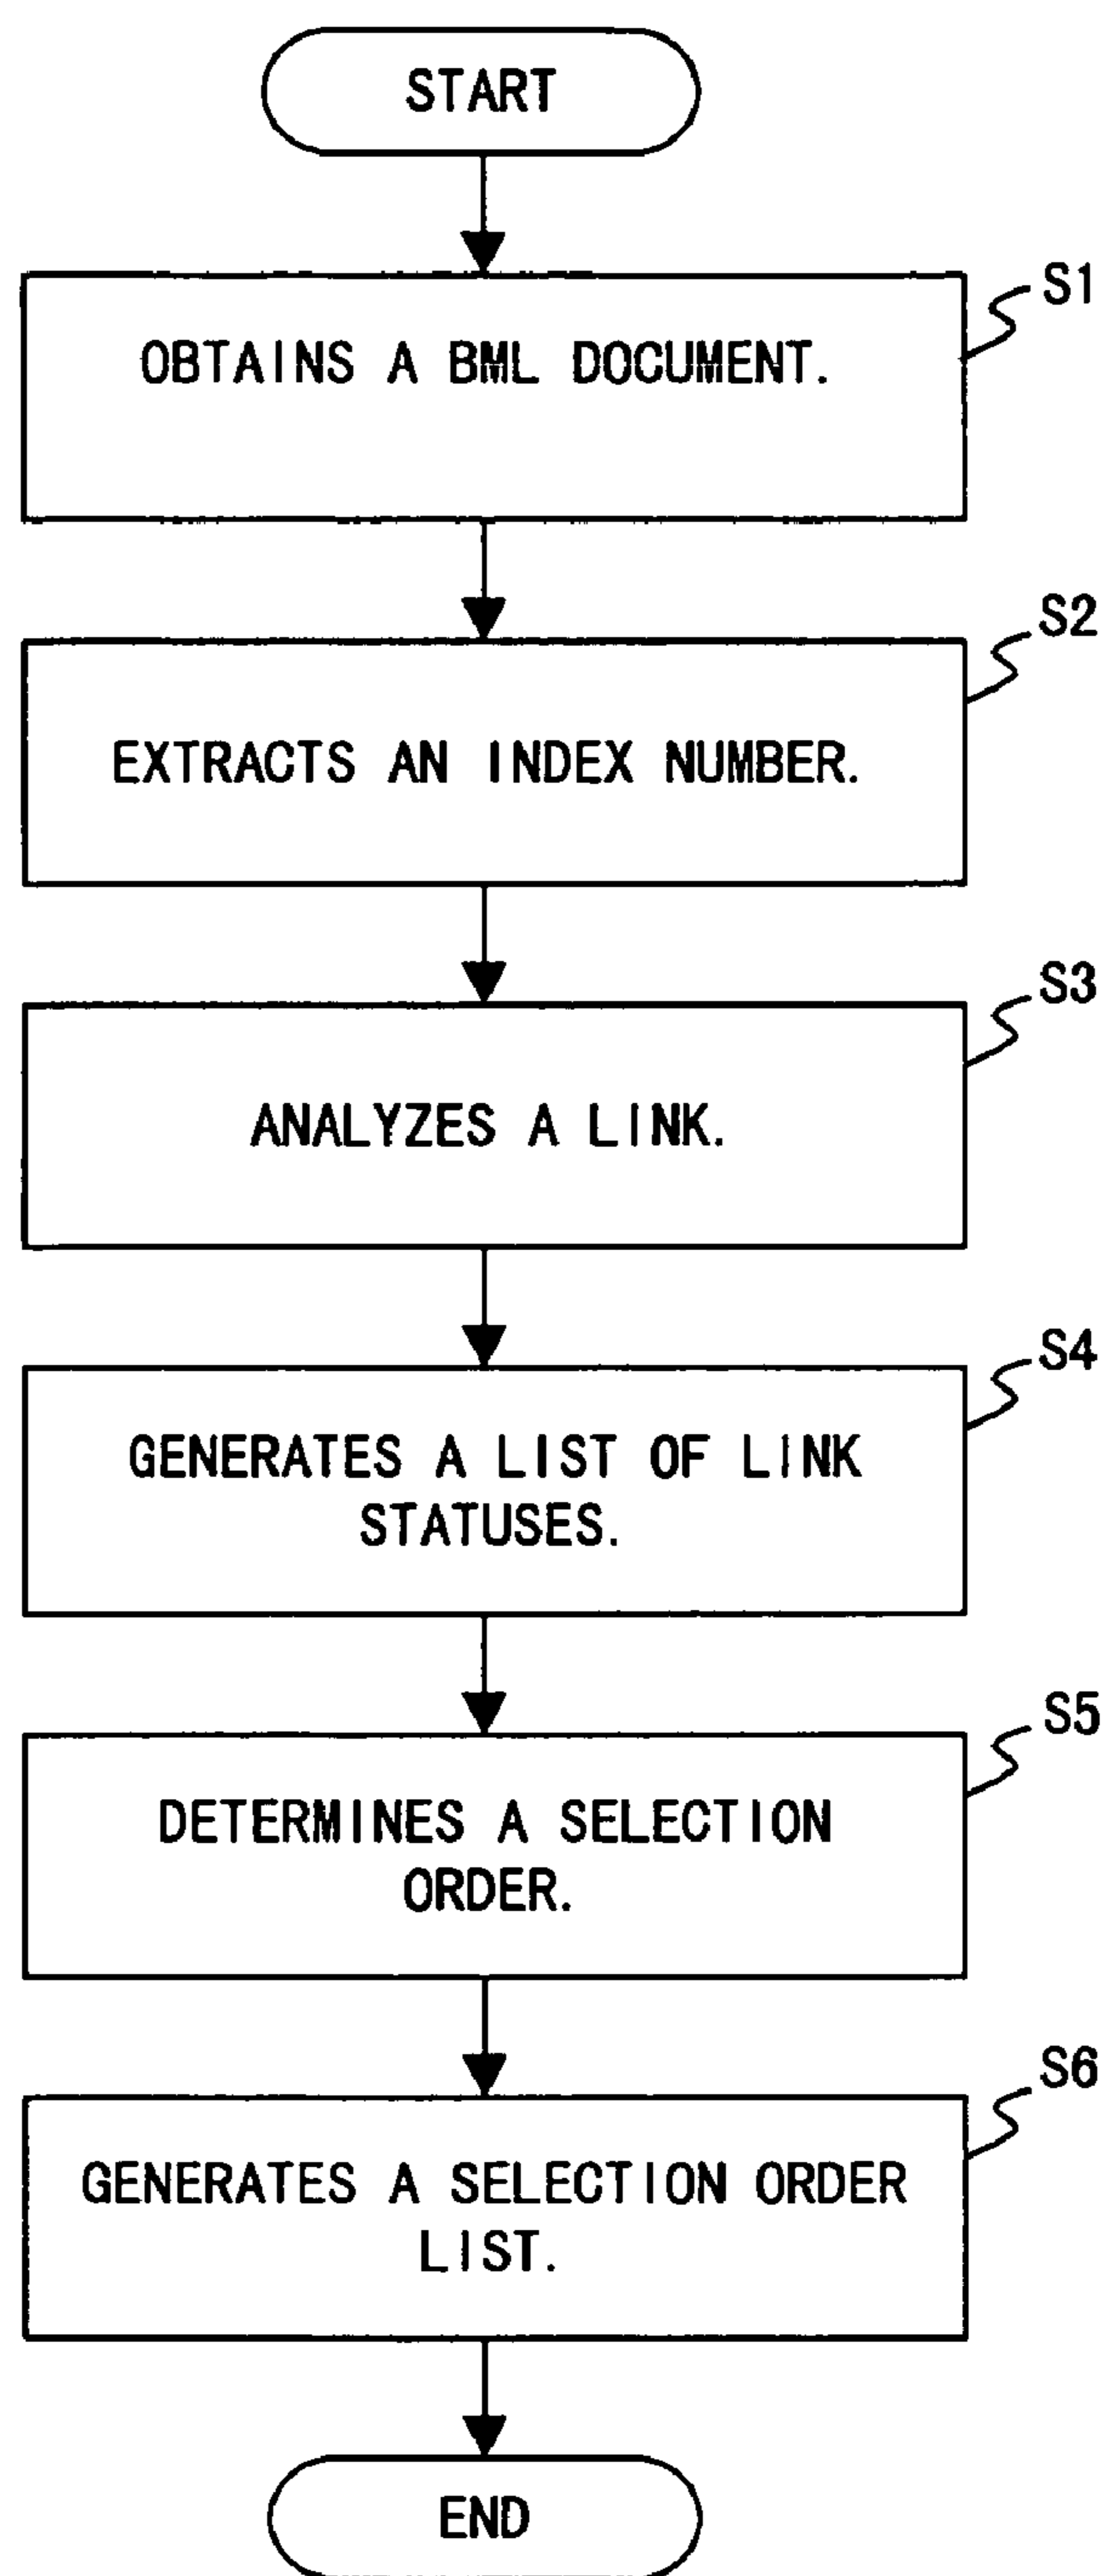 START
S1
OBTAINS A BML DOCUMENT.
S2
EXTRACTS AN INDEX NUMBER.
S3
ANALYZES A LINK.
S4
GENERATES A LIST OF LINK
STATUSES.
S5
DETERMINES A SELECTION
ORDER.
S6
GENERATES A SELECTION ORDER
LIST.
END